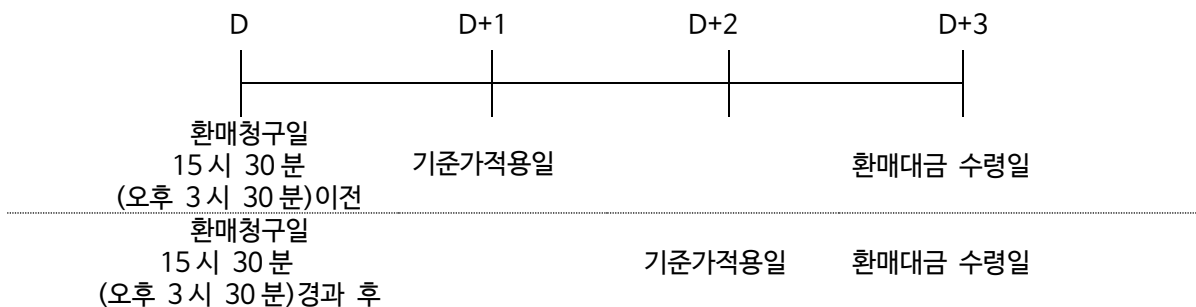 D D+1 D+2 D+3
환매청구일
15시 30분 기준가적용일 환매대금 수령일
(오후 3시 30분)이전
환매청구일
15시 30분 기준가적용일 환매대금 수령일
(오후 3시 30분)경과 후